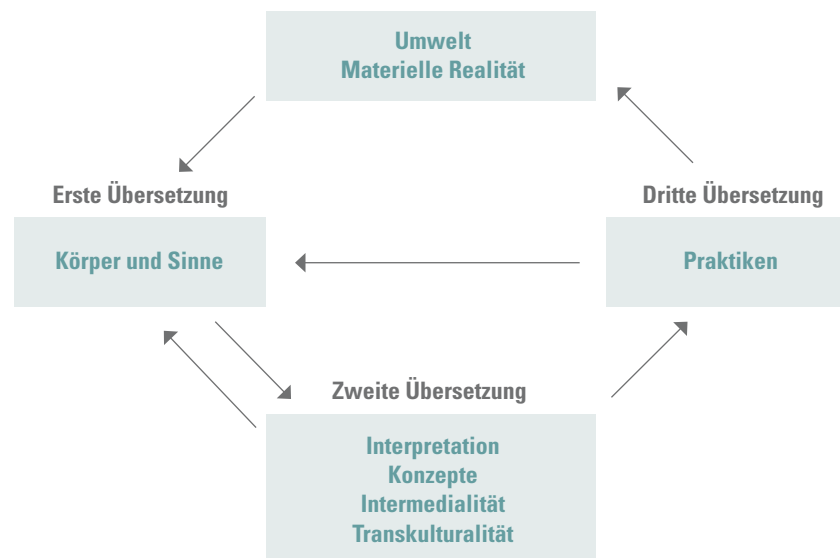 Umwelt
Materielle Realität
Erste Übersetzung
Dritte Übersetzung
Körper und Sinne
Praktiken
Zweite Übersetzung
Interpretation
Konzepte
Intermedialität
Transkulturalität